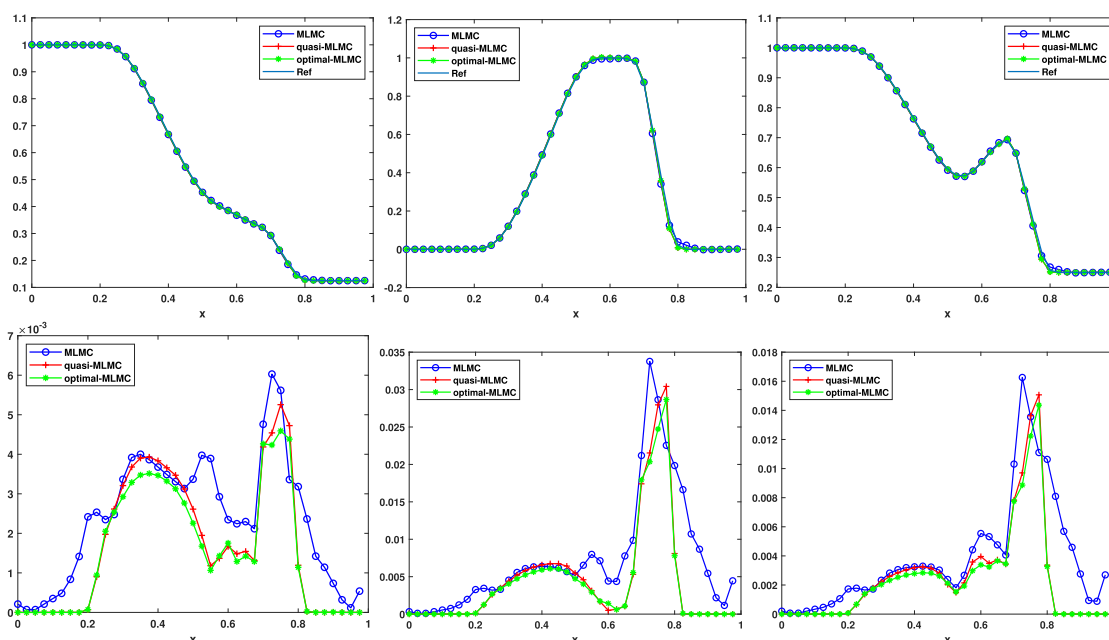 1.1
1
0.9
0.8
0.7
0.6
0.5
0.4
0.3
0.2
0.1
0 0.2 0.4 0.6 0.8 1
x
MLMC
quasi-MLMC
optimal-MLMC
Ref
1.2
1
0.8
0.6
0.4
0.2
0
-0.2
0 0.2 0.4 0.6 0.8 1
x
MLMC
quasi-MLMC
optimal-MLMC
Ref
1.1
1
0.9
0.8
0.7
0.6
0.5
0.4
0.3
0.2
0 0.2 0.4 0.6 0.8
x
MLMC
quasi-MLMC
optimal-MLMC
Ref
×10⁻³
7
6
5
4
3
2
1
0
0 0.2 0.4 0.6 0.8 1
x
MLMC
quasi-MLMC
optimal-MLMC
0.035
0.03
0.025
0.02
0.015
0.01
0.005
0
0 0.2 0.4 0.6 0.8 1
x
MLMC
quasi-MLMC
optimal-MLMC
0.018
0.016
0.014
0.012
0.01
0.008
0.006
0.004
0.002
0
0 0.2 0.4 0.6 0.8
x
MLMC
quasi-MLMC
optimal-MLMC